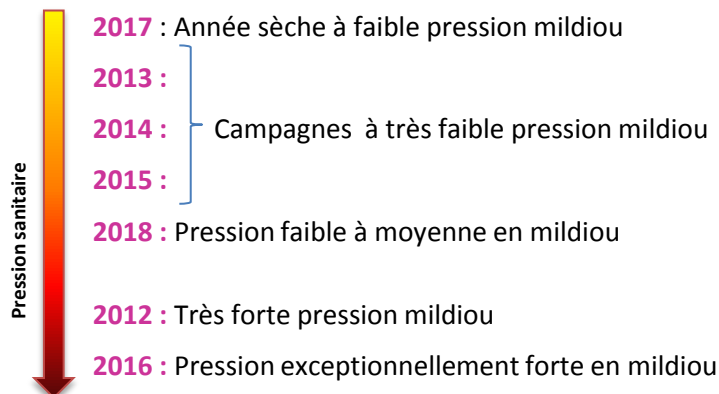 2017 : Année sèche à faible pression mildiou
2013 :
2014 :
Campagnes à très faible pression mildiou
2015 :
2018 : Pression faible à moyenne en mildiou
2012 : Très forte pression mildiou
2016 : Pression exceptionnellement forte en mildiou
Pression sanitaire